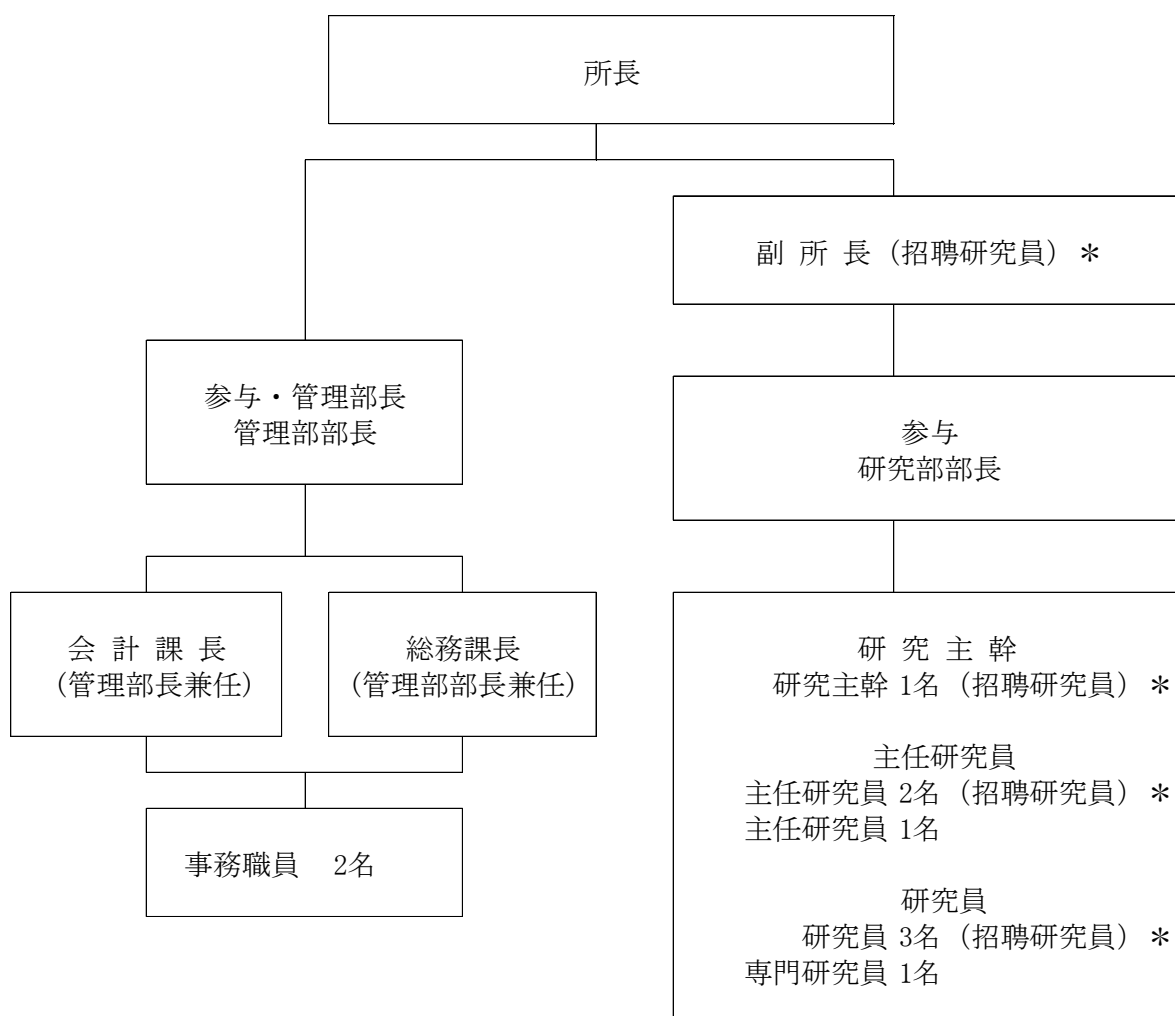 所長
副 所 長 (招聘研究員) ＊
参与・管理部長
管理部部長
参与
研究部部長
会 計 課 長
(管理部長兼任)
総務課長
(管理部部長兼任)
事務職員　2名
研 究 主 幹
研究主幹 1名 (招聘研究員) ＊
主任研究員
主任研究員 2名 (招聘研究員) ＊
主任研究員 1名
研究員
研究員 3名 (招聘研究員) ＊
専門研究員 1名